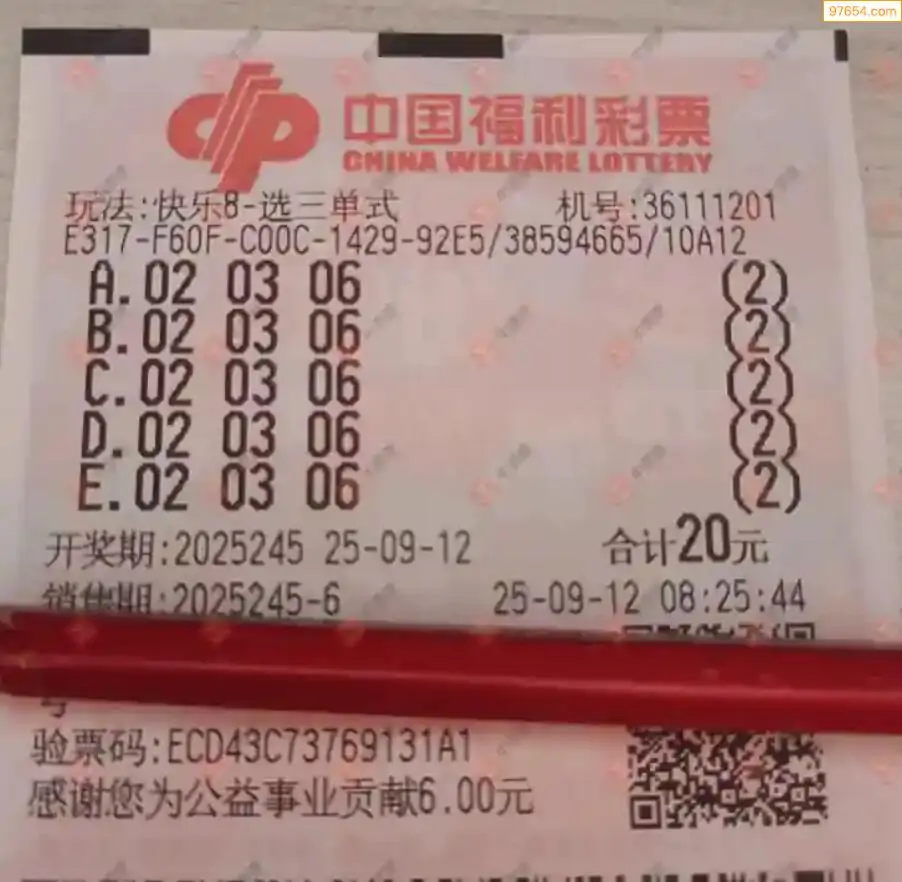 97654.com
中国福利彩票
CHINA WELFARE LOTTERY
玩法:快乐8-选三单式 机号:36111201
E317-F60F-C00C-1429-92E5/38594665/10A12
A.02 03 06 (2)
B.02 03 06 (2)
C.02 03 06 (2)
D.02 03 06 (2)
E.02 03 06 (2)
开奖期:2025245 25-09-12 合计20元
销售期:2025245-6 25-09-12 08:25:44
号
验票码:ECD43C73769131A1
感谢您为公益事业贡献6.00元